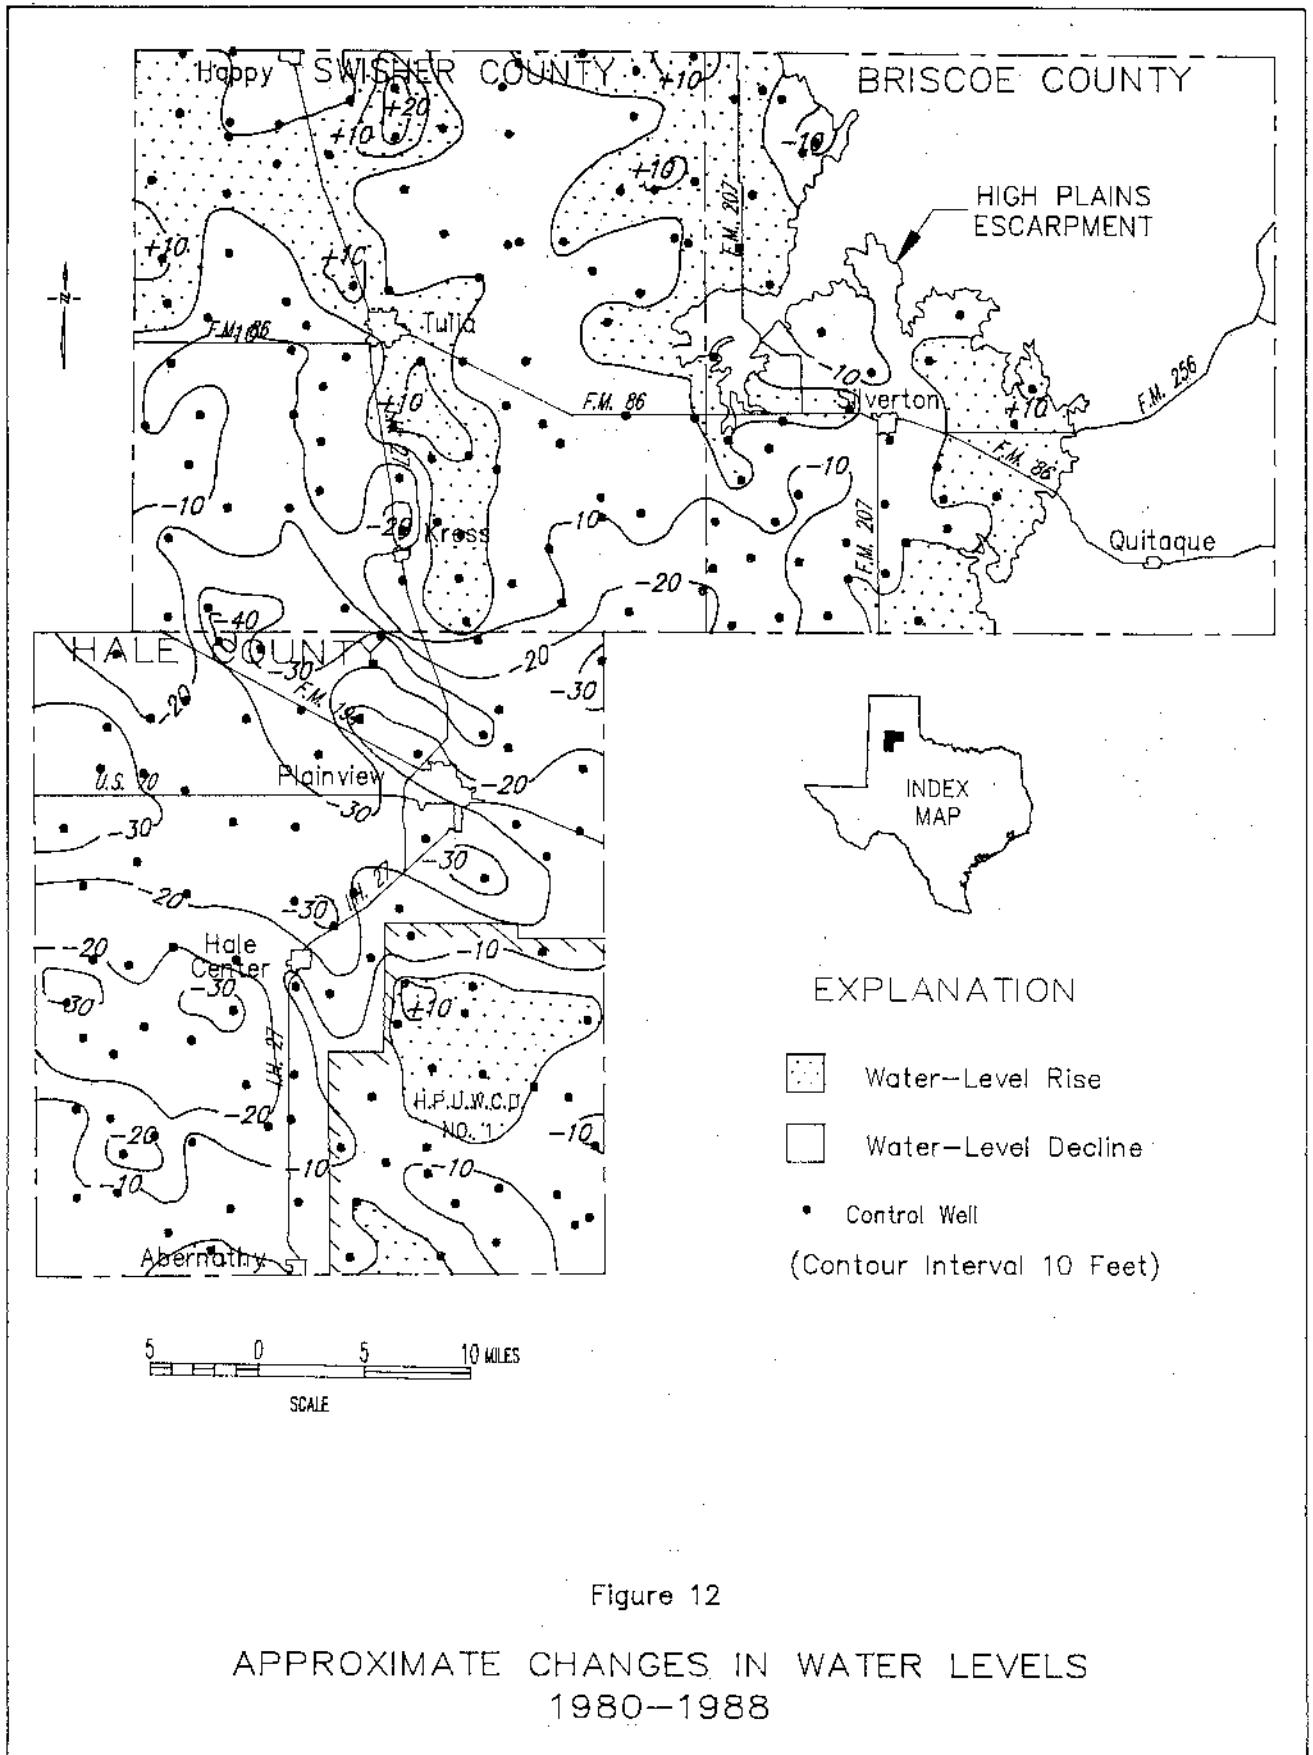 Happy
SWISHER COUNTY
BRISCOE COUNTY
+10
+20
+10
-10
+10
F.M. 207
HIGH PLAINS
ESCARPMENT
+10
+10
N
Tulia
F.M. 86
-10
F.M. 86
Silverton
+10
F.M. 256
+10
F.M. 86
I.H. 27
-10
-10
-20
-10
Kress
F.M. 207
Quitaque
-20
-40
HALE COUNTY
-30
-20
-30
-20
F.M. 194
Plainview
-20
U.S. 70
-30
-30
INDEX
MAP
-30
-20
I.H. 27
-30
-20
Hale
Center
-10
-30
-30
+10
EXPLANATION
I.H. 27
Water-Level Rise
H.P.U.W.C.D
NO. 1
-20
-20
-10
Water-Level Decline
-10
-10
-10
Control Well
Abernathy
(Contour Interval 10 Feet)
5 0 5 10 MILES
SCALE
Figure 12
APPROXIMATE CHANGES IN WATER LEVELS
1980-1988